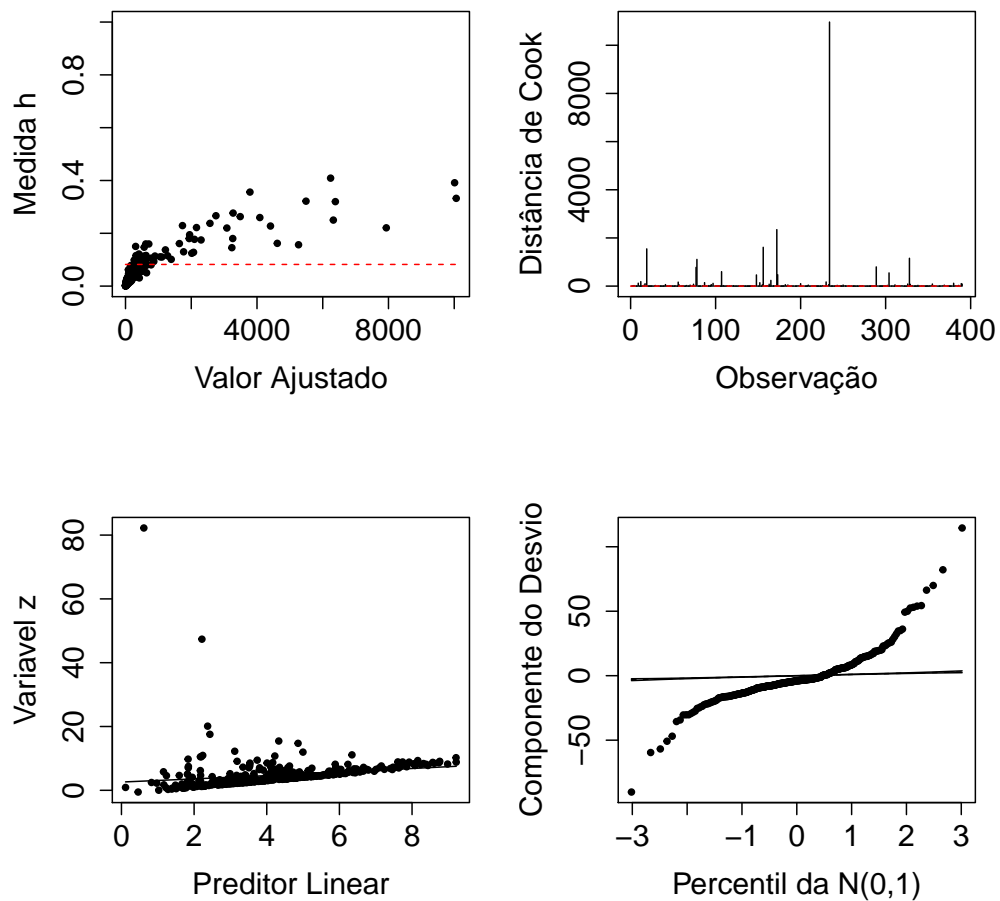 Medida h
0.0 0.4 0.8
0 4000 8000
Valor Ajustado
Distância de Cook
0 4000 8000
0 100 200 300 400
Observação
Variavel z
0 20 40 60 80
0 2 4 6 8
Preditor Linear
Componente do Desvio
−50 0 50
−3 −1 0 1 2 3
Percentil da N(0,1)